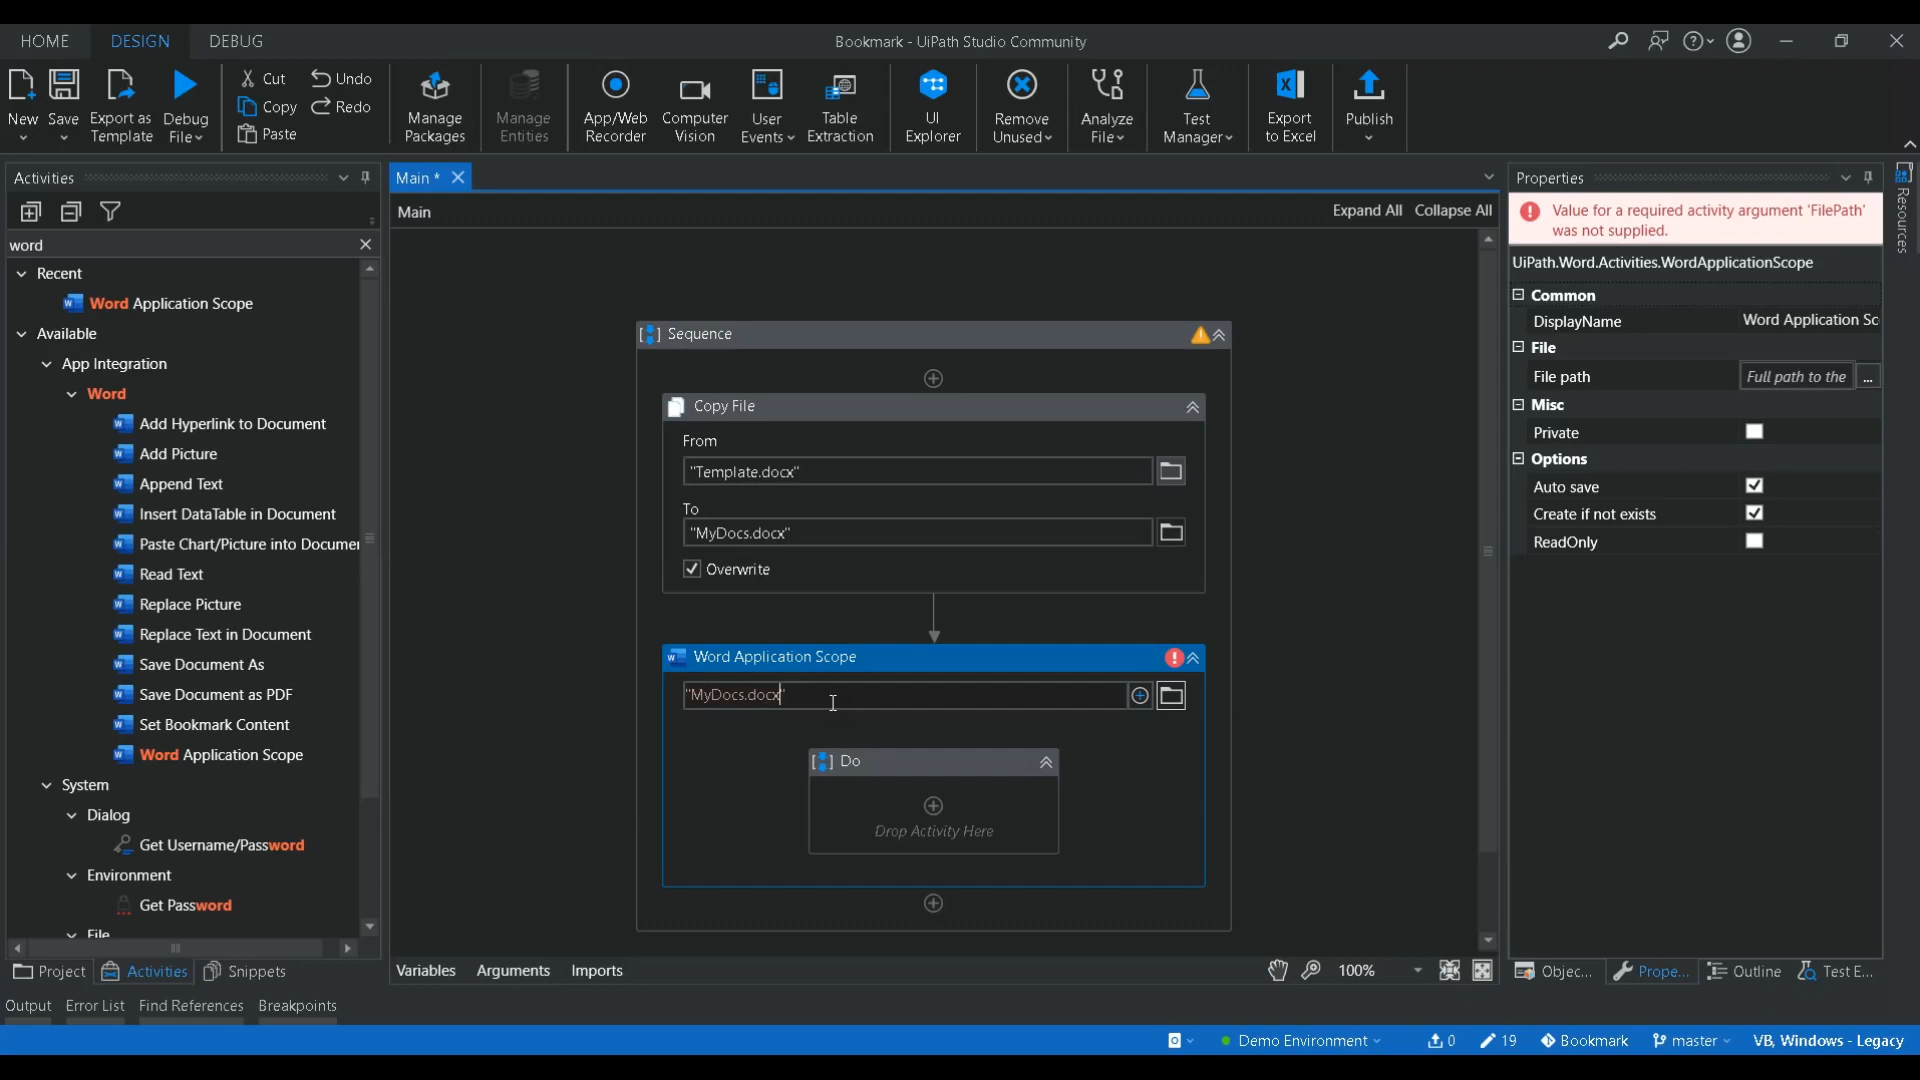 HOME DESIGN DEBUG
Bookmark - UiPath Studio Community
New
Save
Export as
Template
Debug
File
Cut
Copy
Paste
Undo
Redo
Manage
Packages
Manage
Entities
App/Web
Recorder
Computer
Vision
User
Events
Table
Extraction
UI
Explorer
Remove
Unused
Analyze
File
Test
Manager
Export
to Excel
Publish
Activities
word
Recent
Word Application Scope
Available
App Integration
Word
Add Hyperlink to Document
Add Picture
Append Text
Insert DataTable in Document
Paste Chart/Picture into Documen
Read Text
Replace Picture
Replace Text in Document
Save Document As
Save Document as PDF
Set Bookmark Content
Word Application Scope
System
Dialog
Get Username/Password
Environment
Get Password
File
Project Activities Snippets
Main *
Main
Expand All Collapse All
Sequence
Copy File
From
"Template.docx"
To
"MyDocs.docx"
Overwrite
Word Application Scope
"MyDocs.docx"
Do
Drop Activity Here
Variables Arguments Imports
100%
Properties
Value for a required activity argument 'FilePath'
was not supplied.
UiPath.Word.Activities.WordApplicationScope
Common
DisplayName Word Application Sc
File
File path Full path to the ...
Misc
Private
Options
Auto save
Create if not exists
ReadOnly
Resources
Objec... Prope... Outline Test E...
Output Error List Find References Breakpoints
Demo Environment 0 19 Bookmark master VB, Windows - Legacy